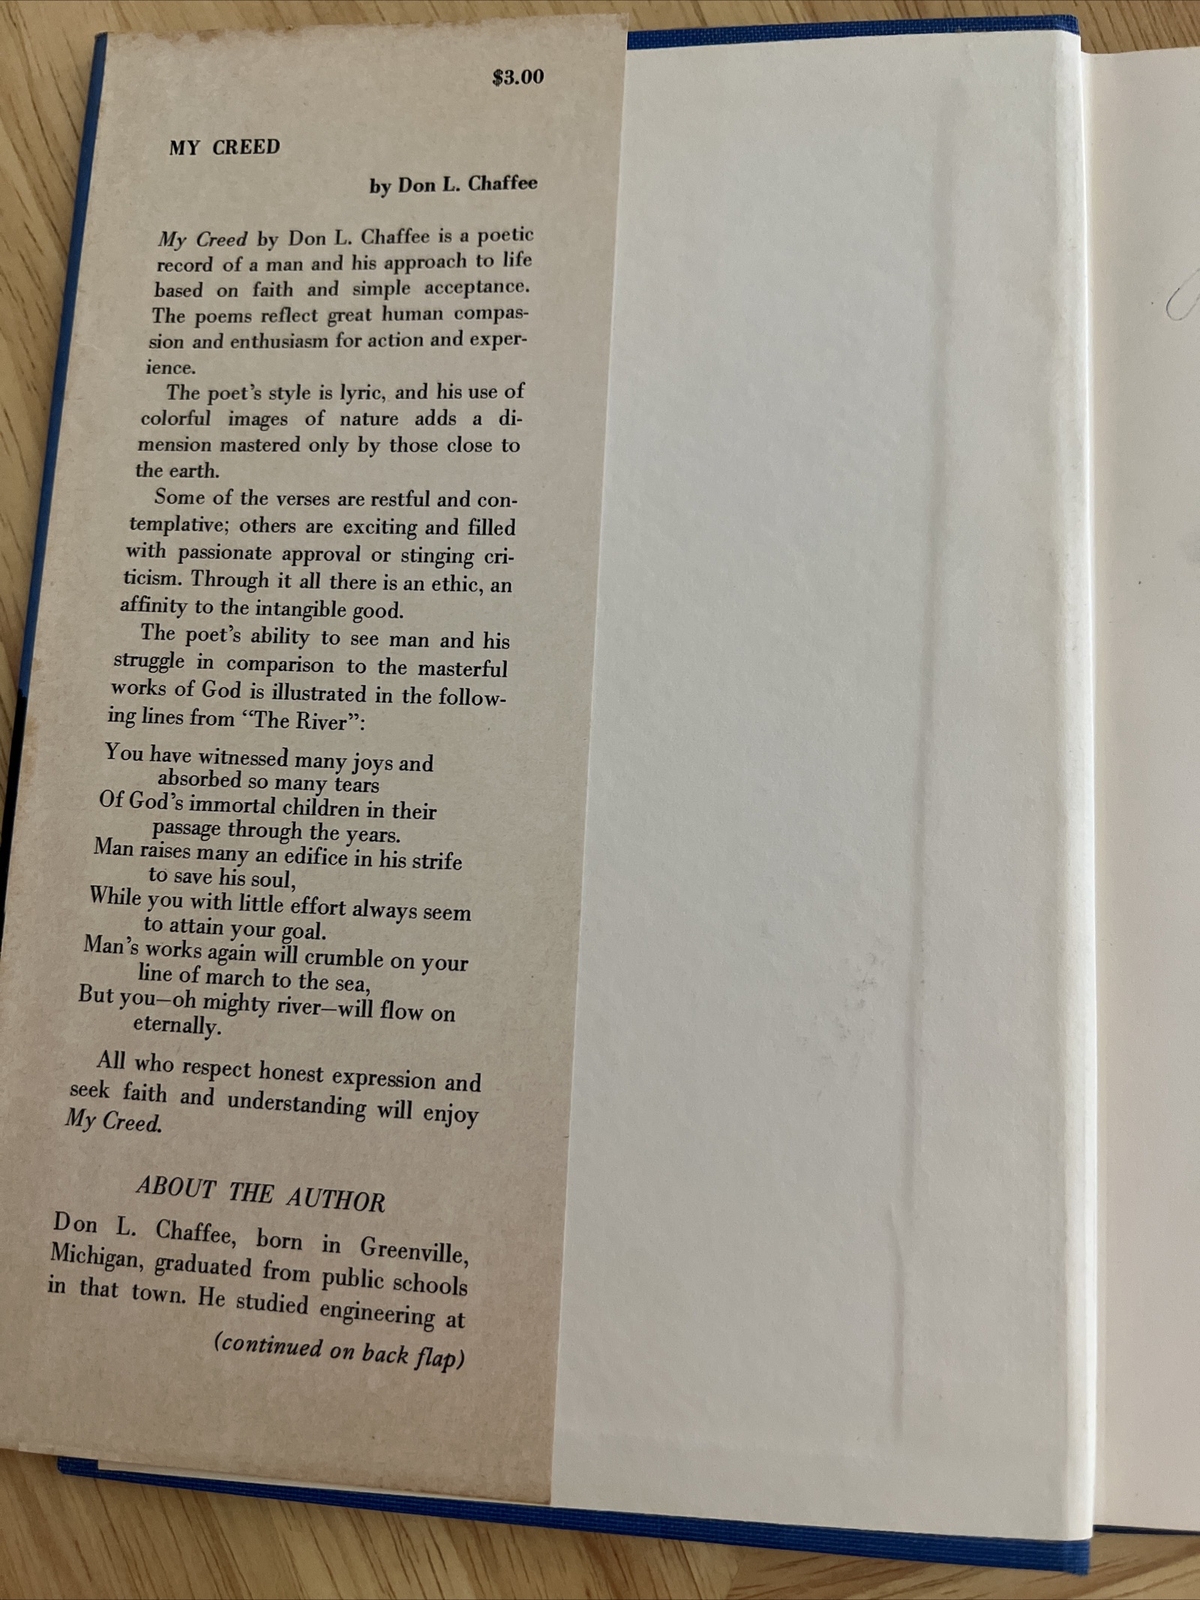 $3.00
MY CREED
by Don L. Chaffee
My Creed by Don L. Chaffee is a poetic
record of a man and his approach to life
based on faith and simple acceptance.
The poems reflect great human compas-
sion and enthusiasm for action and exper-
ience.
The poet's style is lyric, and his use of
colorful images of nature adds a di-
mension mastered only by those close to
the earth.
Some of the verses are restful and con-
templative; others are exciting and filled
with passionate approval or stinging cri-
ticism. Through it all there is an ethic, an
affinity to the intangible good.
The poet's ability to see man and his
struggle in comparison to the masterful
works of God is illustrated in the follow-
ing lines from "The River":
You have witnessed many joys and
absorbed so many tears
Of God's immortal children in their
passage through the years.
Man raises many an edifice in his strife
to save his soul,
While you with little effort always seem
to attain your goal.
Man's works again will crumble on your
line of march to the sea,
But you—oh mighty river—will flow on
eternally.
All who respect honest expression and
seek faith and understanding will enjoy
My Creed.
ABOUT THE AUTHOR
Don L. Chaffee, born in Greenville,
Michigan, graduated from public schools
in that town. He studied engineering at
(continued on back flap)